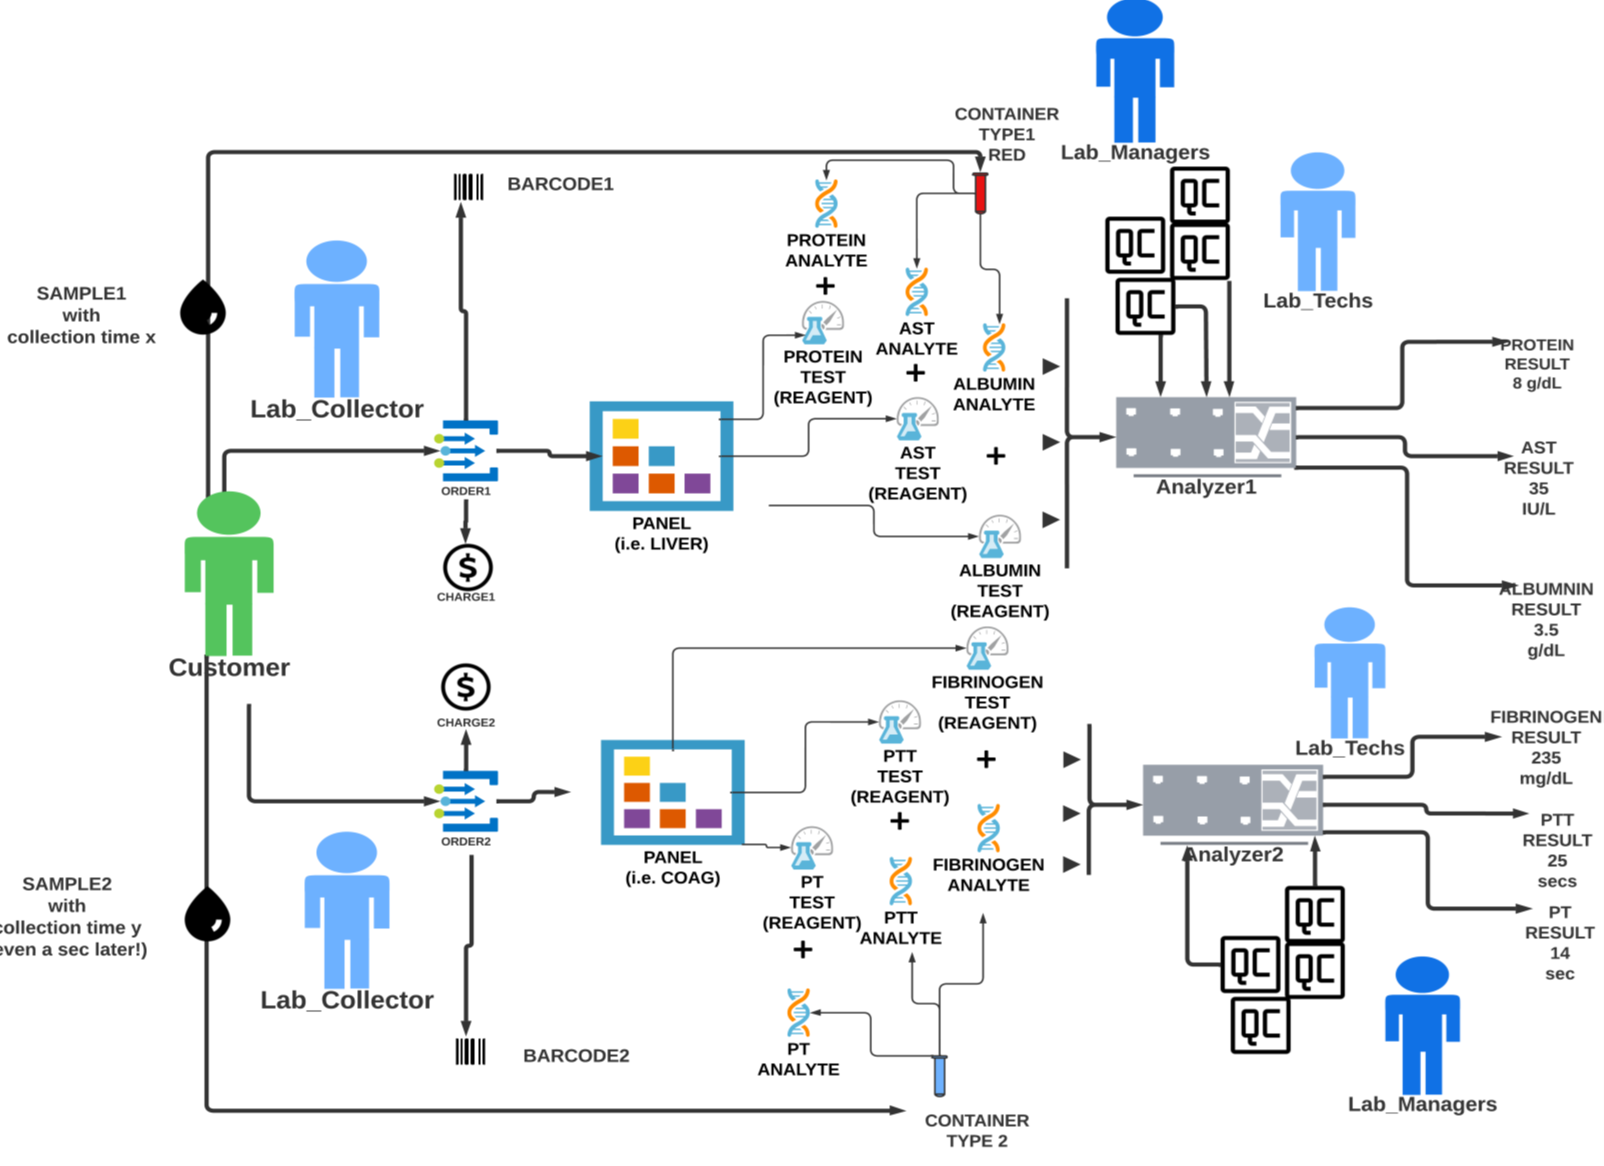 CONTAINER
TYPE1
RED
Lab_Managers
BARCODE1
QC
QC
QC
QC
Lab_Techs
PROTEIN
ANALYTE
+
SAMPLE1
with
collection time x
AST
ANALYTE
+
PROTEIN
TEST
(REAGENT)
ALBUMIN
ANALYTE
+
Lab_Collector
PROTEIN
RESULT
8 g/dL
AST
TEST
(REAGENT)
AST
RESULT
35
IU/L
ORDER1
Analyzer1
PANEL
(i.e. LIVER)
$
CHARGE1
ALBUMIN
TEST
(REAGENT)
ALBUMNIN
RESULT
3.5
g/dL
Customer
$
CHARGE2
FIBRINOGEN
TEST
(REAGENT)
+
Lab_Techs
FIBRINOGEN
RESULT
235
mg/dL
PTT
TEST
(REAGENT)
+
ORDER2
PANEL
(i.e. COAG)
Analyzer2
PTT
RESULT
25
secs
FIBRINOGEN
ANALYTE
PT
TEST
(REAGENT)
+
PTT
ANALYTE
SAMPLE2
with
collection time y
even a sec later!)
QC
QC
QC
QC
PT
RESULT
14
sec
Lab_Collector
BARCODE2
PT
ANALYTE
CONTAINER
TYPE 2
Lab_Managers